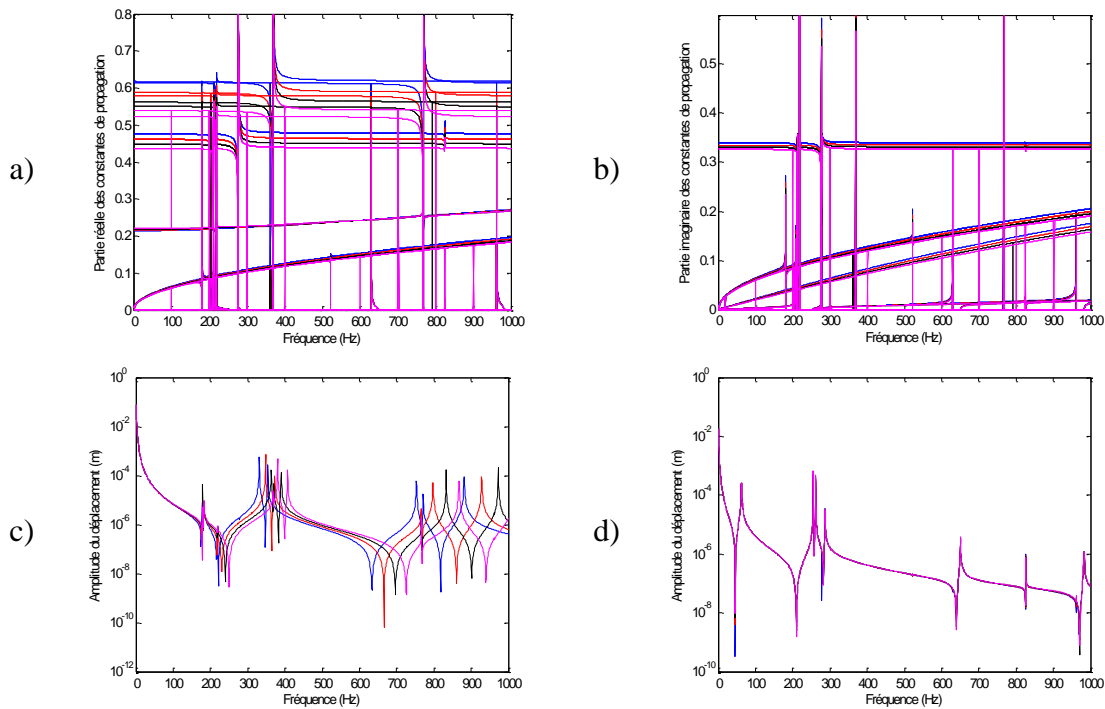 a)
Partie réelle des constantes de propagation
0.8
0.7
0.6
0.5
0.4
0.3
0.2
0.1
0
0 100 200 300 400 500 600 700 800 900 1000
Fréquence (Hz)
b)
Partie imaginaire des constantes de propagation
0.5
0.4
0.3
0.2
0.1
0
0 100 200 300 400 500 600 700 800 900 1000
Fréquence (Hz)
c)
Amplitude du déplacement (m)
10^0
10^-2
10^-4
10^-6
10^-8
10^-10
10^-12
0 100 200 300 400 500 600 700 800 900 1000
Fréquence (Hz)
d)
Amplitude du déplacement (m)
10^0
10^-2
10^-4
10^-6
10^-8
10^-10
0 100 200 300 400 500 600 700 800 900 1000
Fréquence (Hz)